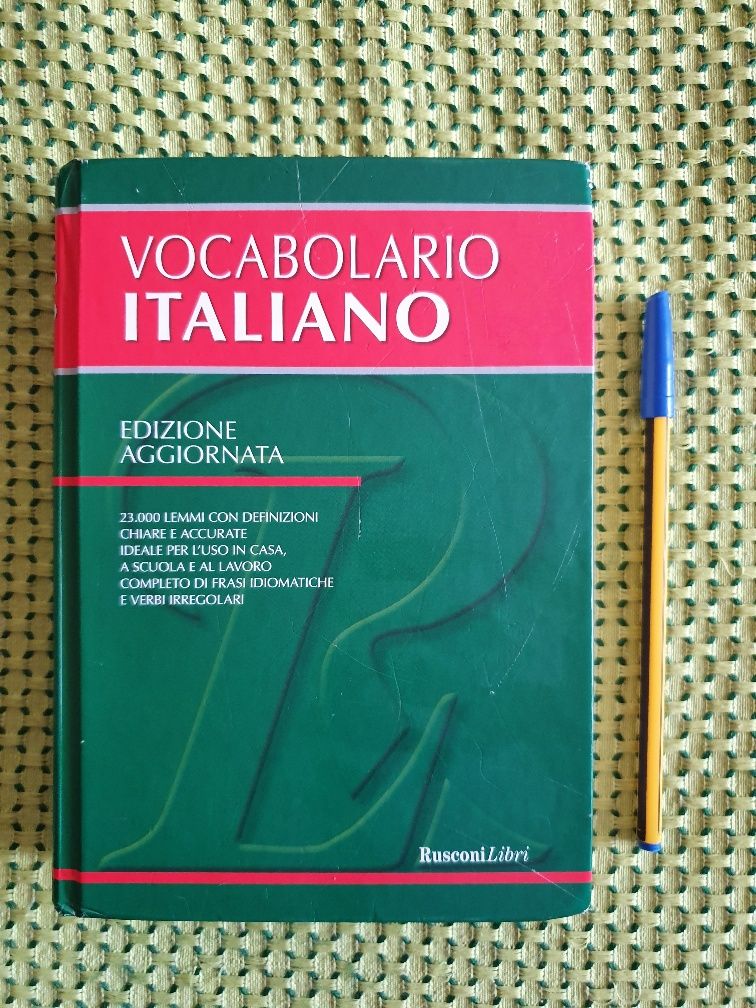 VOCABOLARIO
ITALIANO
EDIZIONE
AGGIORNATA
23.000 LEMMI CON DEFINIZIONI
CHIARE E ACCURATE
IDEALE PER L'USO IN CASA,
A SCUOLA E AL LAVORO
COMPLETO DI FRASI IDIOMATICHE
E VERBI IRREGOLARI
RusconiLibri